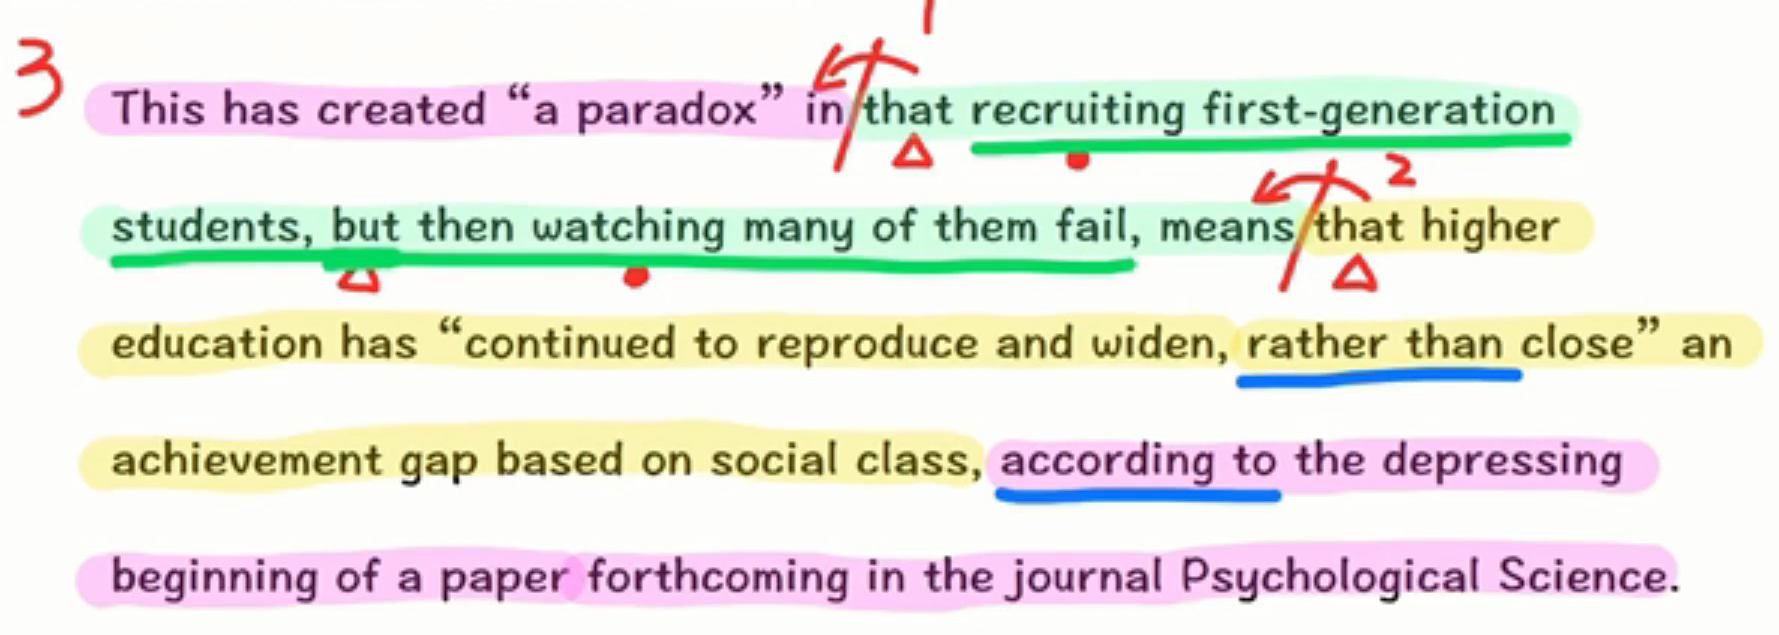 1
3 This has created “a paradox” in that recruiting first-generation
2
students, but then watching many of them fail, means that higher
education has “continued to reproduce and widen, rather than close” an
achievement gap based on social class, according to the depressing
beginning of a paper forthcoming in the journal Psychological Science.